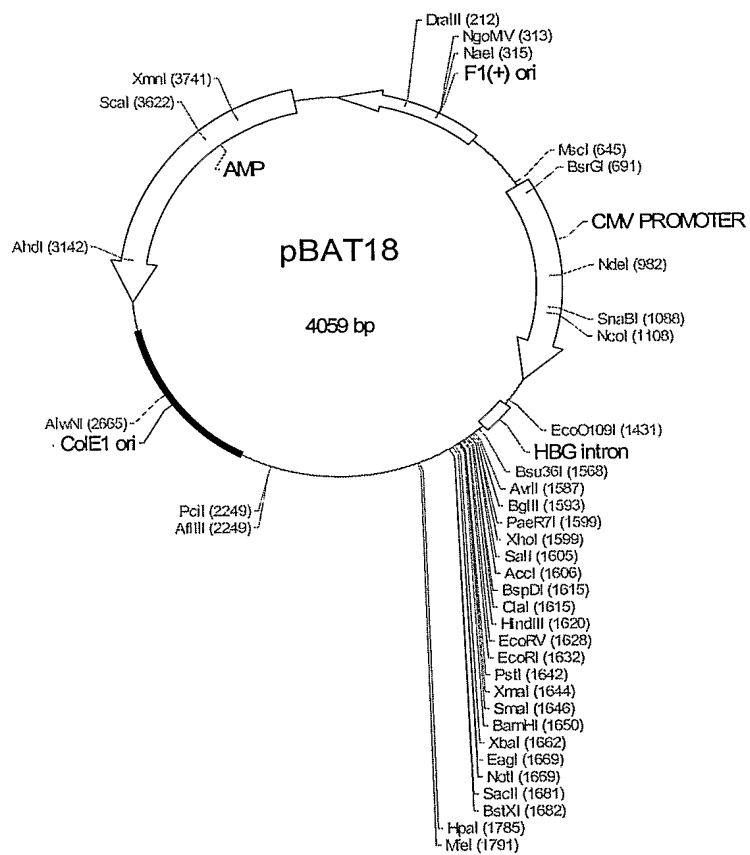 DraIII (212)
NgoMV (313)
NaeI (315)
F1(+) ori
XmnI (3741)
ScaI (3622)
AMP
MscI (645)
BsrGI (691)
CMV PROMOTER
AhdI (3142)
pBAT18
NdeI (982)
4059 bp
SnaBI (1088)
NcoI (1108)
AlwNI (2665)
ColE1 ori
EcoO109I (1431)
HBG intron
Bsu36I (1568)
AvrII (1587)
BglII (1593)
PciI (2249)
PaeR7I (1599)
AflIII (2249)
XhoI (1599)
SalI (1605)
AccI (1606)
BspDI (1615)
ClaI (1615)
HindIII (1620)
EcoRV (1628)
EcoRI (1632)
PstI (1642)
XmaI (1644)
SmaI (1646)
BamHI (1650)
XbaI (1662)
EagI (1669)
NotI (1669)
SacII (1681)
BstXI (1682)
HpaI (1785)
MfeI (1791)